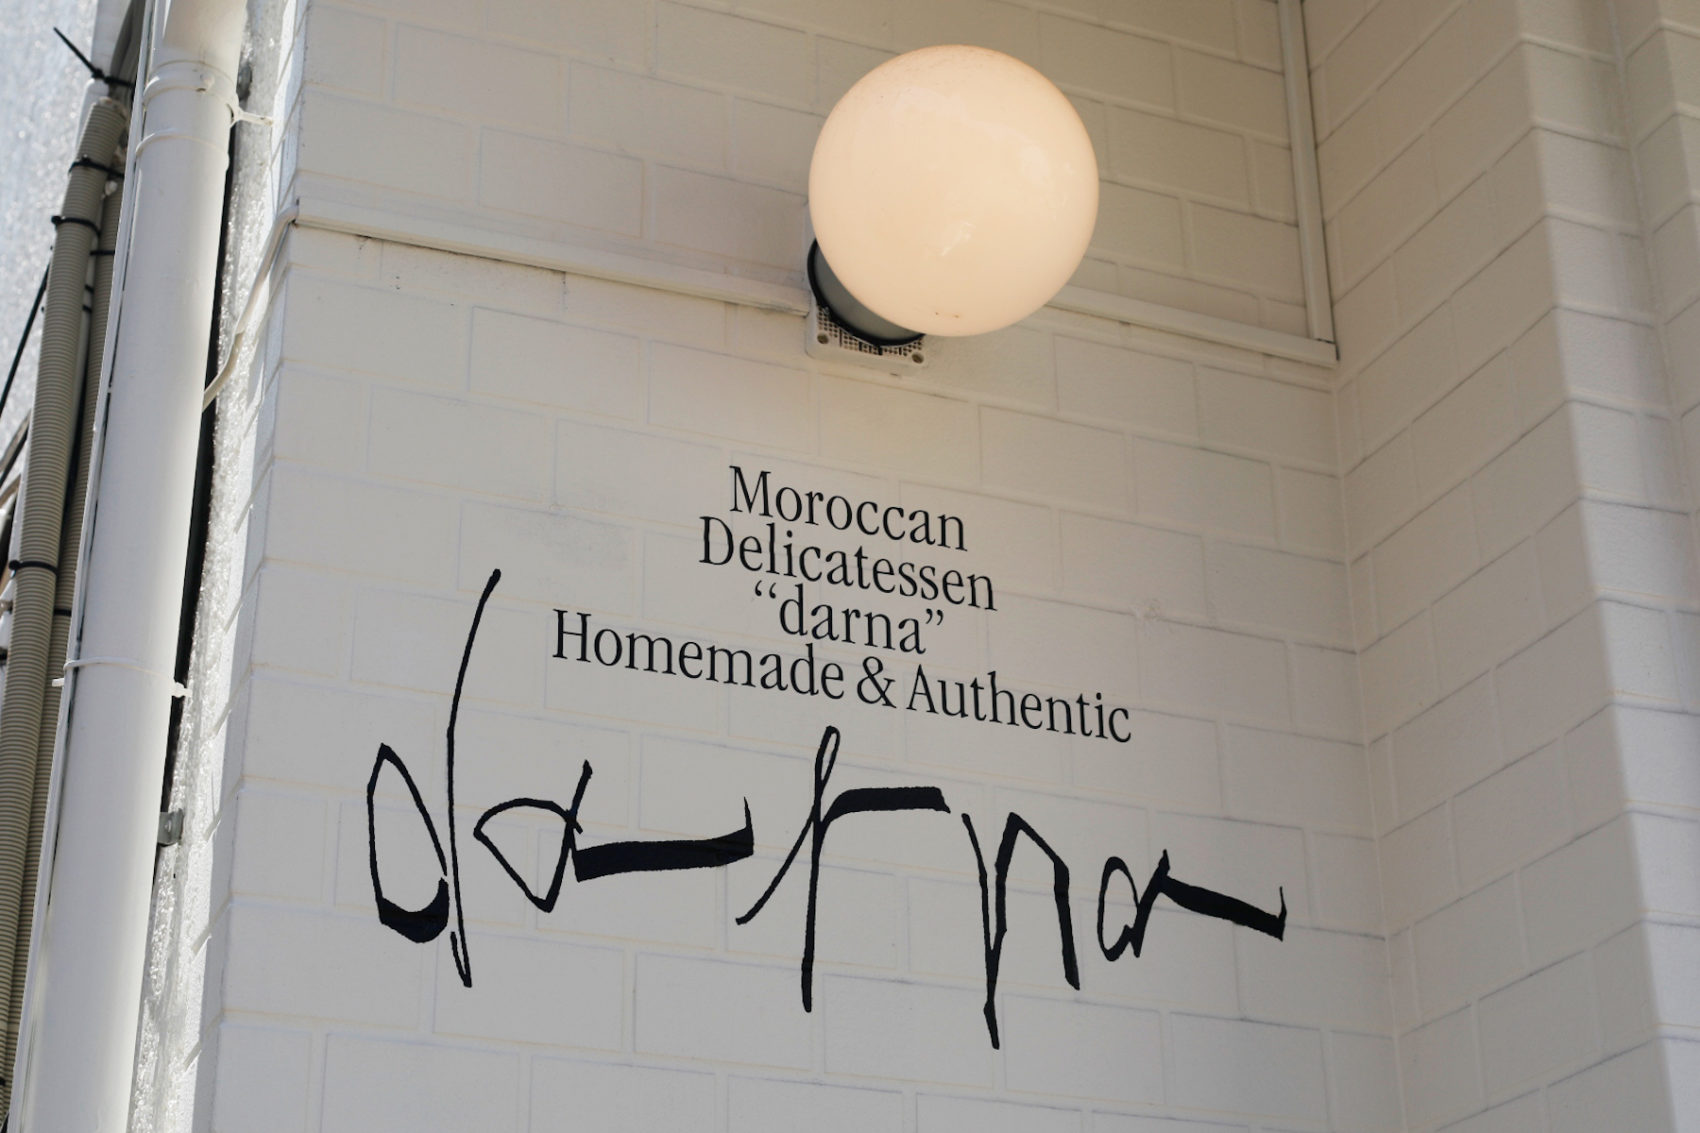 Moroccan
Delicatessen
“darna”
Homemade & Authentic
darna